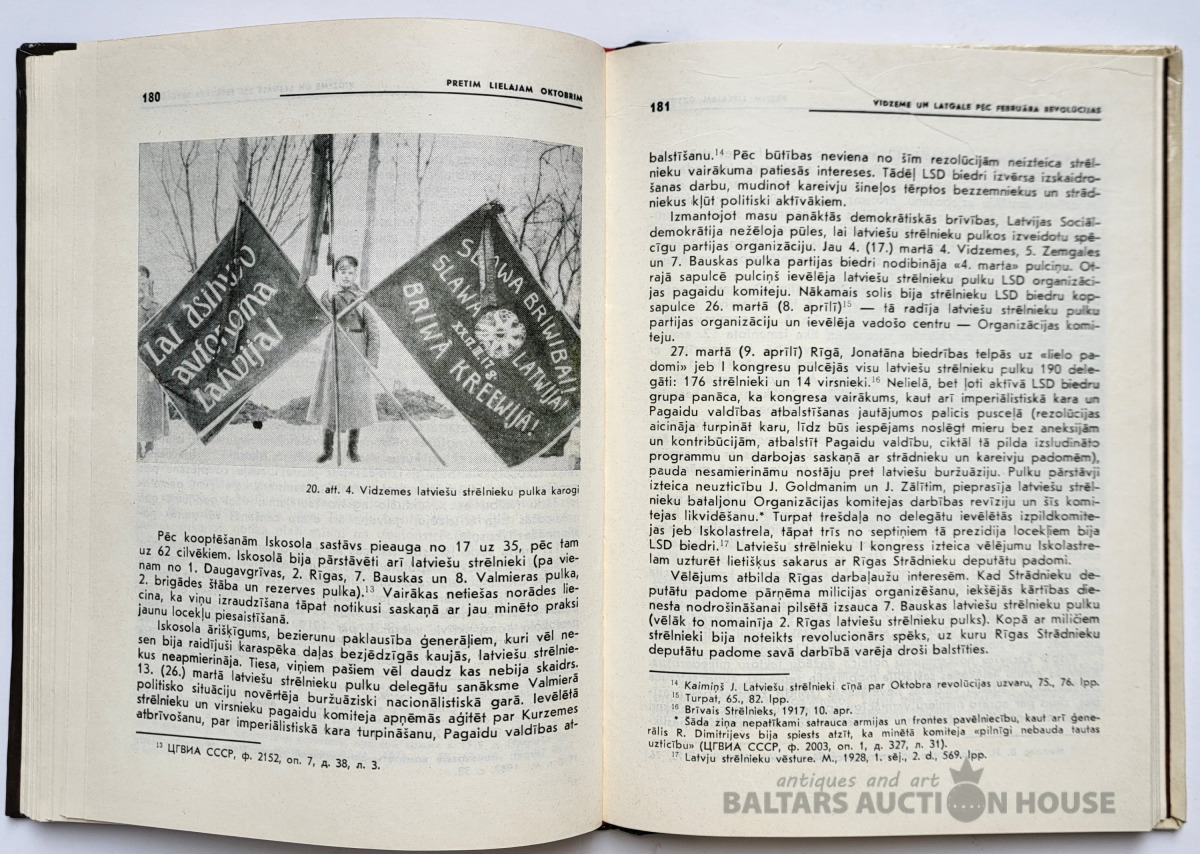 180
PRETIM LIELAJAM OKTOBRIM
Lai dsihwo
awtonoma
Latwija!
SLAWA BRIWIBAI!
SLAWA LATWIJAI
BRIWĀ KREEWIJA!
20. att. 4. Vidzemes latviešu strēlnieku pulka karogi
Pēc kooptēšanām Iskosola sastāvs pieauga no 17 uz 35, pēc tam
uz 62 cilvēkiem. Iskosolā bija pārstāvēti arī latviešu strēlnieki (pa vie-
nam no 1. Daugavgrīvas, 2. Rīgas, 7. Bauskas un 8. Valmieras pulka,
2. brigādes štāba un rezerves pulka).¹³ Vairākas netiešas norādes lie-
cina, ka viņu izraudzīšana tāpat notikusi saskaņā ar jau minēto praksi
jaunu locekļu piesaistīšanā.
Iskosola ārišķīgums, bezierunu paklausība ģenerāļiem, kuri vēl ne-
sen bija raidījuši karaspēka daļas bezjēdzīgās kaujās, latviešu strēlnie-
kus neapmierināja. Tiesa, viņiem pašiem vēl daudz kas nebija skaidrs.
13. (26.) martā latviešu strēlnieku pulku delegātu sanāksme Valmierā
politisko situāciju novērtēja buržuāziski nacionālistiskā garā. Ievēlētā
strēlnieku un virsnieku pagaidu komiteja apņēmās aģitēt par Kurzemes
atbrīvošanu, par imperiālistiskā kara turpināšanu, Pagaidu valdības at-
¹³ ЦГВИА СССР, ф. 2152, оп. 7, д. 38, л. 3.
181
VIDZEME UN LATGALE PĒC FEBRUĀRA REVOLŪCIJAS
balstīšanu.¹⁴ Pēc būtības neviena no šīm rezolūcijām neizteica strēl-
nieku vairākuma patiesās intereses. Tādēļ LSD biedri izvērsa izskaidro-
šanas darbu, mudinot kareivju šineļos tērptos bezzemniekus un strād-
niekus kļūt politiski aktīvākiem.
Izmantojot masu panāktās demokrātiskās brīvības, Latvijas Sociāl-
demokrātija nežēloja pūles, lai latviešu strēlnieku pulkos izveidotu spē-
cīgu partijas organizāciju. Jau 4. (17.) martā 4. Vidzemes, 5. Zemgales
un 7. Bauskas pulka partijas biedri nodibināja «4. marta» pulciņu. Ot-
rajā sapulcē pulciņš ievēlēja latviešu strēlnieku pulku LSD organizāci-
jas pagaidu komiteju. Nākamais solis bija strēlnieku LSD biedru kop-
sapulce 26. martā (8. aprīlī)¹⁵ — tā radīja latviešu strēlnieku pulku
partijas organizāciju un ievēlēja vadošo centru — Organizācijas komi-
teju.
27. martā (9. aprīlī) Rīgā, Jonatāna biedrības telpās uz «lielo pa-
domi» jeb I kongresu pulcējās visu latviešu strēlnieku pulku 190 dele-
gāti: 176 strēlnieki un 14 virsnieki.¹⁶ Nelielā, bet ļoti aktīvā LSD biedru
grupa panāca, ka kongresa vairākums, kaut arī imperiālistiskā kara un
Pagaidu valdības atbalstīšanas jautājumos palicis pusceļā (rezolūcijas
aicināja turpināt karu, līdz būs iespējams noslēgt mieru bez aneksijām
un kontribūcijām, atbalstīt Pagaidu valdību, ciktāl tā pilda izsludināto
programmu un darbojas saskaņā ar strādnieku un kareivju padomēm),
pauda nesamierināmu nostāju pret latviešu buržuāziju. Pulku pārstāvji
izteica neuzticību J. Goldmanim un J. Zālītim, pieprasīja latviešu strēl-
nieku bataljonu Organizācijas komitejas darbības revīziju un šīs komi-
tejas likvidēšanu.* Turpat trešdaļa no delegātu ievēlētās izpildkomite-
jas jeb Iskolastrela, tāpat trīs no septiņiem tā prezidija locekļiem bija
LSD biedri.¹⁷ Latviešu strēlnieku I kongress izteica vēlējumu Iskolastre-
lam uzturēt lietišķus sakarus ar Rīgas Strādnieku deputātu padomi.
Vēlējums atbilda Rīgas darbaļaužu interesēm. Kad Strādnieku de-
putātu padome pārņēma milicijas organizēšanu, iekšējās kārtības die-
nesta nodrošināšanai pilsētā izsauca 7. Bauskas latviešu strēlnieku pulku
(vēlāk to nomainīja 2. Rīgas latviešu strēlnieku pulks). Kopā ar miličiem
strēlnieki bija noteikts revolucionārs spēks, uz kuru Rīgas Strādnieku
deputātu padome savā darbībā varēja droši balstīties.
¹⁴ Kaimiņš J. Latviešu strēlnieki cīņā par Oktobra revolūcijas uzvaru, 75., 76. lpp.
¹⁵ Turpat, 65., 82. lpp.
¹⁶ Brīvais Strēlnieks, 1917, 10. apr.
* Šāda ziņa nepatīkami satrauca armijas un frontes pavēlniecību, kaut arī ģene-
rālis R. Dimitrijevs bija spiests atzīt, ka minētā komiteja «pilnīgi nebauda tautas
uzticību» (ЦГВИА СССР, ф. 2003, оп. 1, д. 327, л. 31).
¹⁷ Latvju strēlnieku vēsture. M., 1928, 1. sēj., 2. d., 569. lpp.
antiques and art
BALTARS AUCTION HOUSE